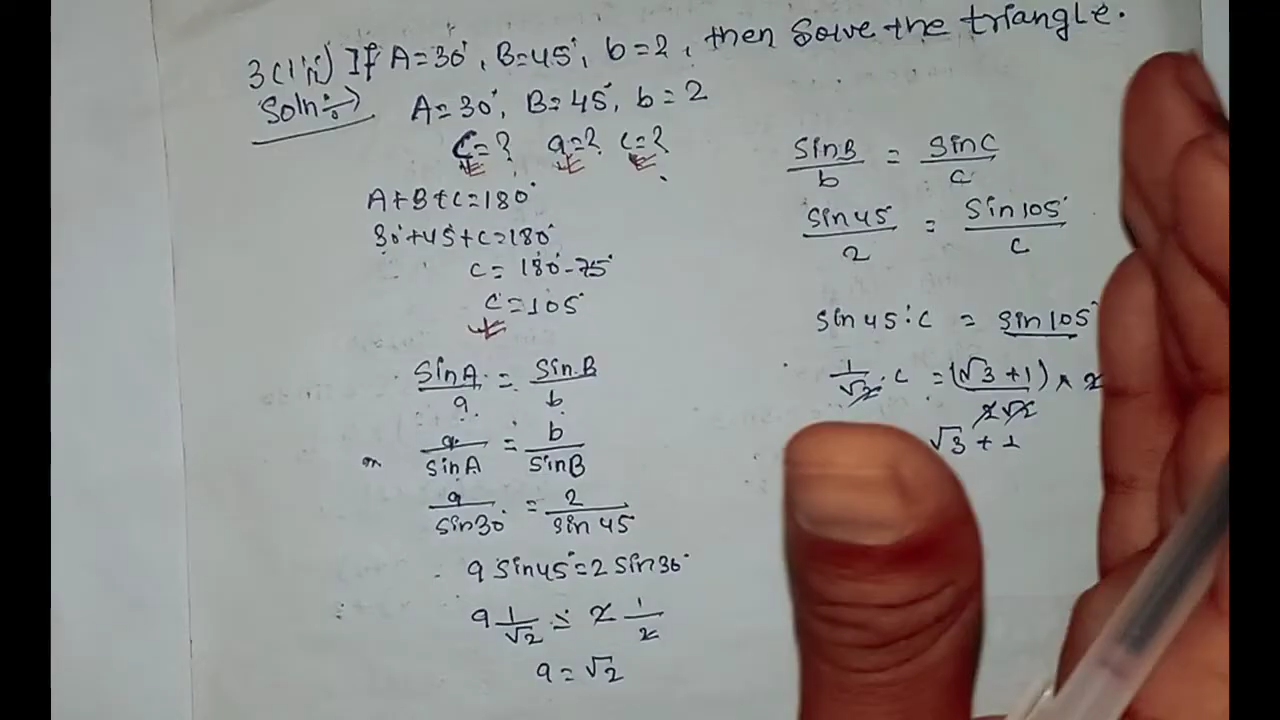 3(iii) If A=30°, B=45°, b=2, then Solve the triangle.
Soln:→ A=30°, B=45°, b=2
C=? a=? c=?
A+B+C=180°
30°+45+C=180°
C= 180°-75°
C=105°
sinA/a = sinB/b
or a/sinA = b/sinB
a/sin30 = 2/sin45
a sin45°=2 sin30°
a 1/√2 = 2 1/2
a=√2
sinB/b = sinC/c
sin45/2 = sin105°/c
sin45°.c = sin105°
1/√2 . c = (√3+1)/2√2 × 2
√3+1